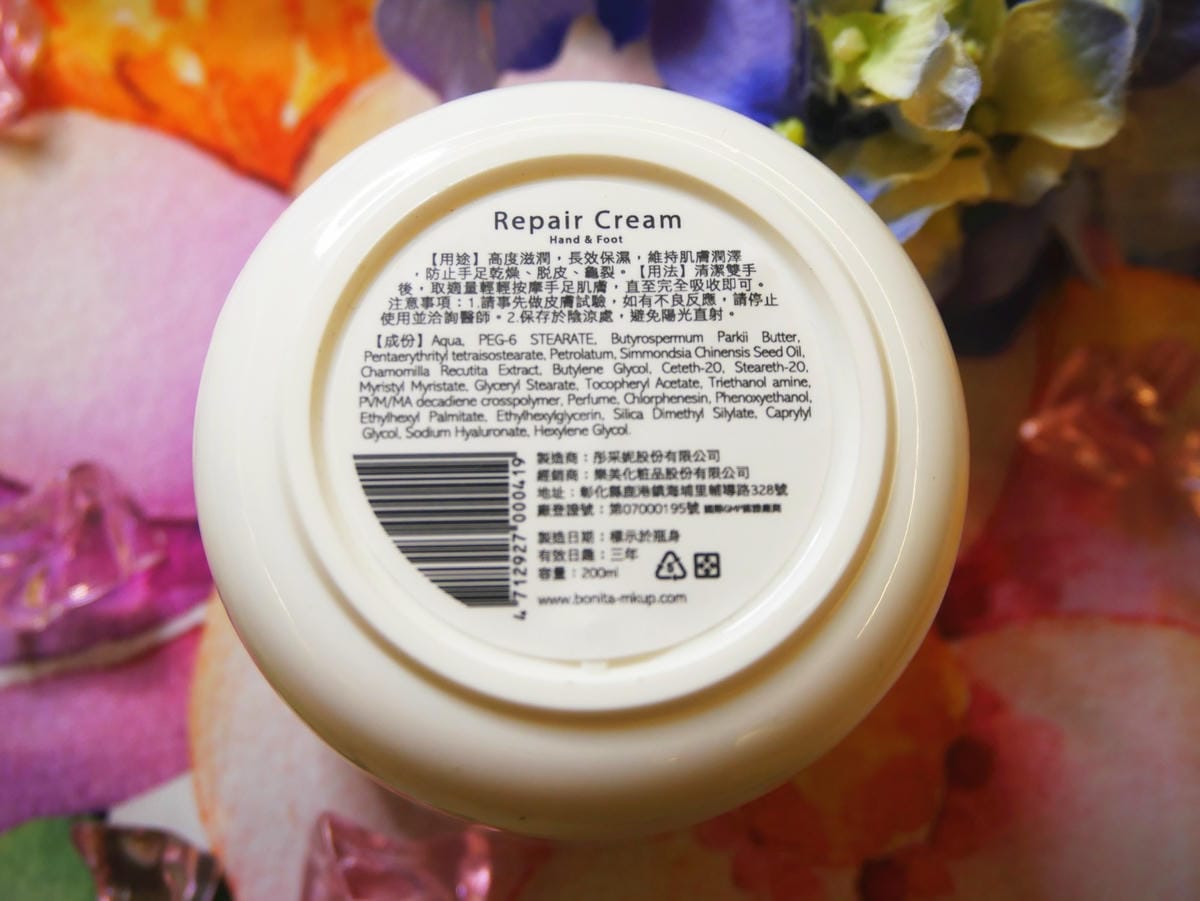 Repair Cream
Hand & Foot
【用途】高度滋潤，長效保濕，維持肌膚潤澤
，防止手足乾燥、脱皮、龜裂。【用法】清潔雙手
後，取適量輕輕按摩手足肌膚，直至完全吸收即可。
注意事項：1.請事先做皮膚試驗，如有不良反應，請停止
使用並洽詢醫師。2.保存於陰涼處，避免陽光直射。
【成份】Aqua, PEG-6 STEARATE, Butyrospermum Parkii Butter,
Pentaerythrityl tetraisostearate, Petrolatum, Simmondsia Chinensis Seed Oil,
Chamomilla Recutita Extract, Butylene Glycol, Ceteth-20, Steareth-20,
Myristyl Myristate, Glyceryl Stearate, Tocopheryl Acetate, Triethanol amine,
PVM/MA decadiene crosspolymer, Perfume, Chlorphenesin, Phenoxyethanol,
Ethylhexyl Palmitate, Ethylhexylglycerin, Silica Dimethyl Silylate, Caprylyl
Glycol, Sodium Hyaluronate, Hexylene Glycol.
製造商：彤采妮股份有限公司
經銷商：樂美化粧品股份有限公司
地址：彰化縣鹿港鎮海埔里輔導路328號
廠登證號：第07000195號 國際GMP認證廠商
製造日期：標示於瓶身
有效日期：三年
容量：200ml
www.bonita-mkup.com
4 712927 000419